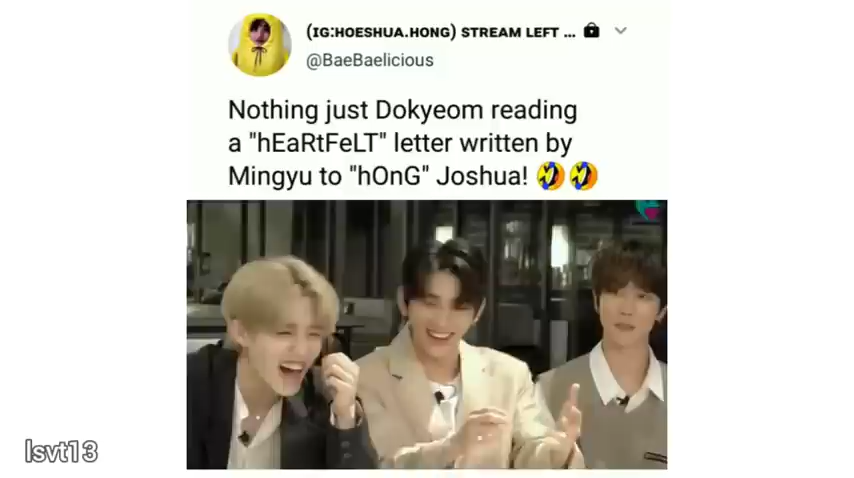 (IG:HOESHUA.HONG) STREAM LEFT ...
@BaeBaelicious
Nothing just Dokyeom reading
a "hEaRtFeLT" letter written by
Mingyu to "hOnG" Joshua! 🤣🤣
lsvt13